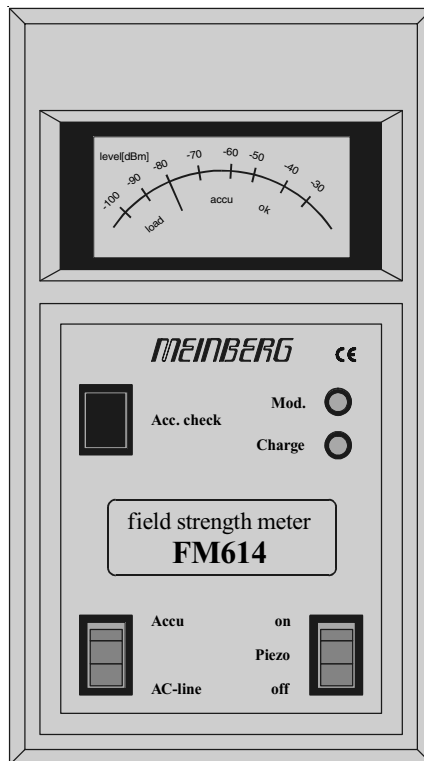 level[dBm]
-100 -90 -80 -70 -60 -50 -40 -30
load accu ok
MEINBERG CE
Mod.
Acc. check
Charge
field strength meter
FM614
Accu on
Piezo
AC-line off